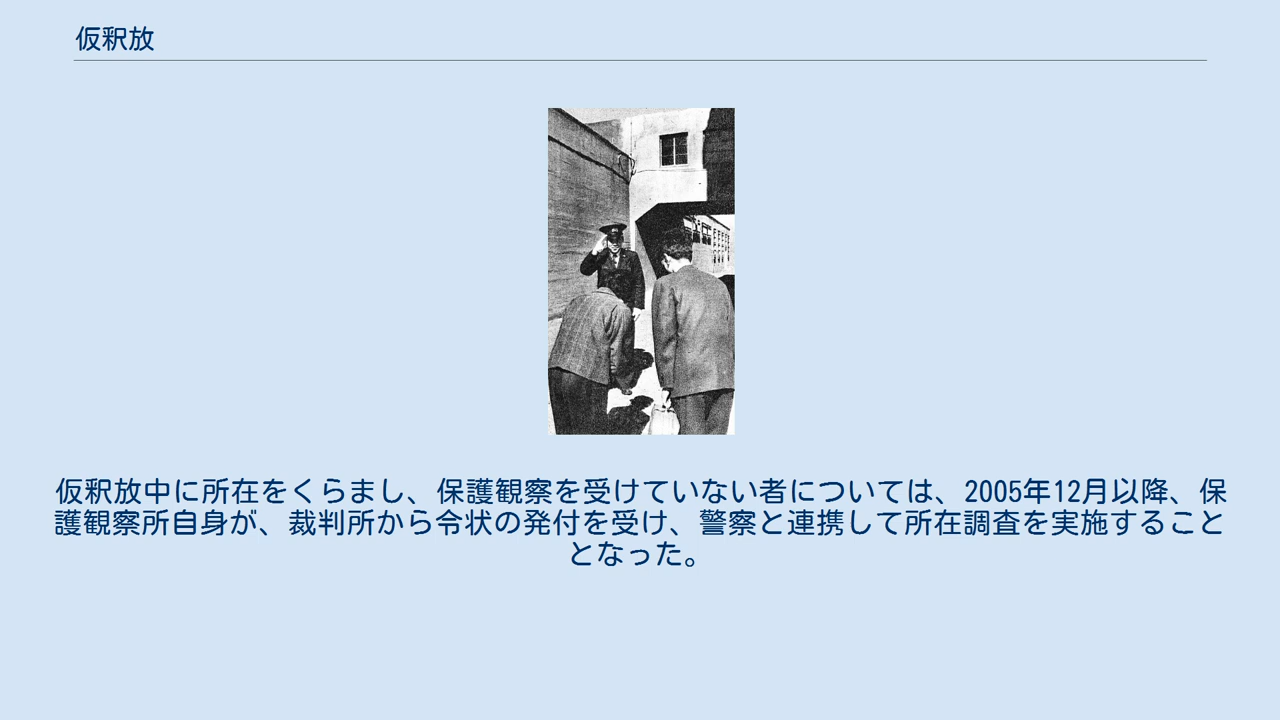 仮釈放
仮釈放中に所在をくらまし、保護観察を受けていない者については、2005年12月以降、保
護観察所自身が、裁判所から令状の発付を受け、警察と連携して所在調査を実施すること
となった。